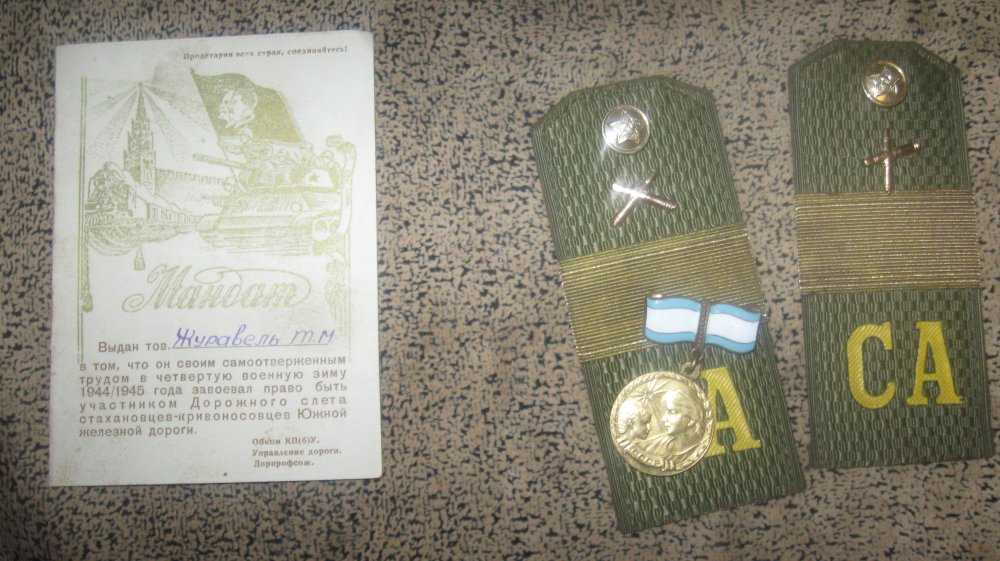 Пролетарии всех стран, соединяйтесь!
Мандат
Выдан тов. Журавель Т.М
в том, что он своим самоотверженным
трудом в четвертую военную зиму
1944/1945 года завоевал право быть
участником Дорожного слета
стахановцев-кривоносовцев Южной
железной дороги.
Обком КП(б)У.
Управление дороги.
Дорпрофсож.
А
СА